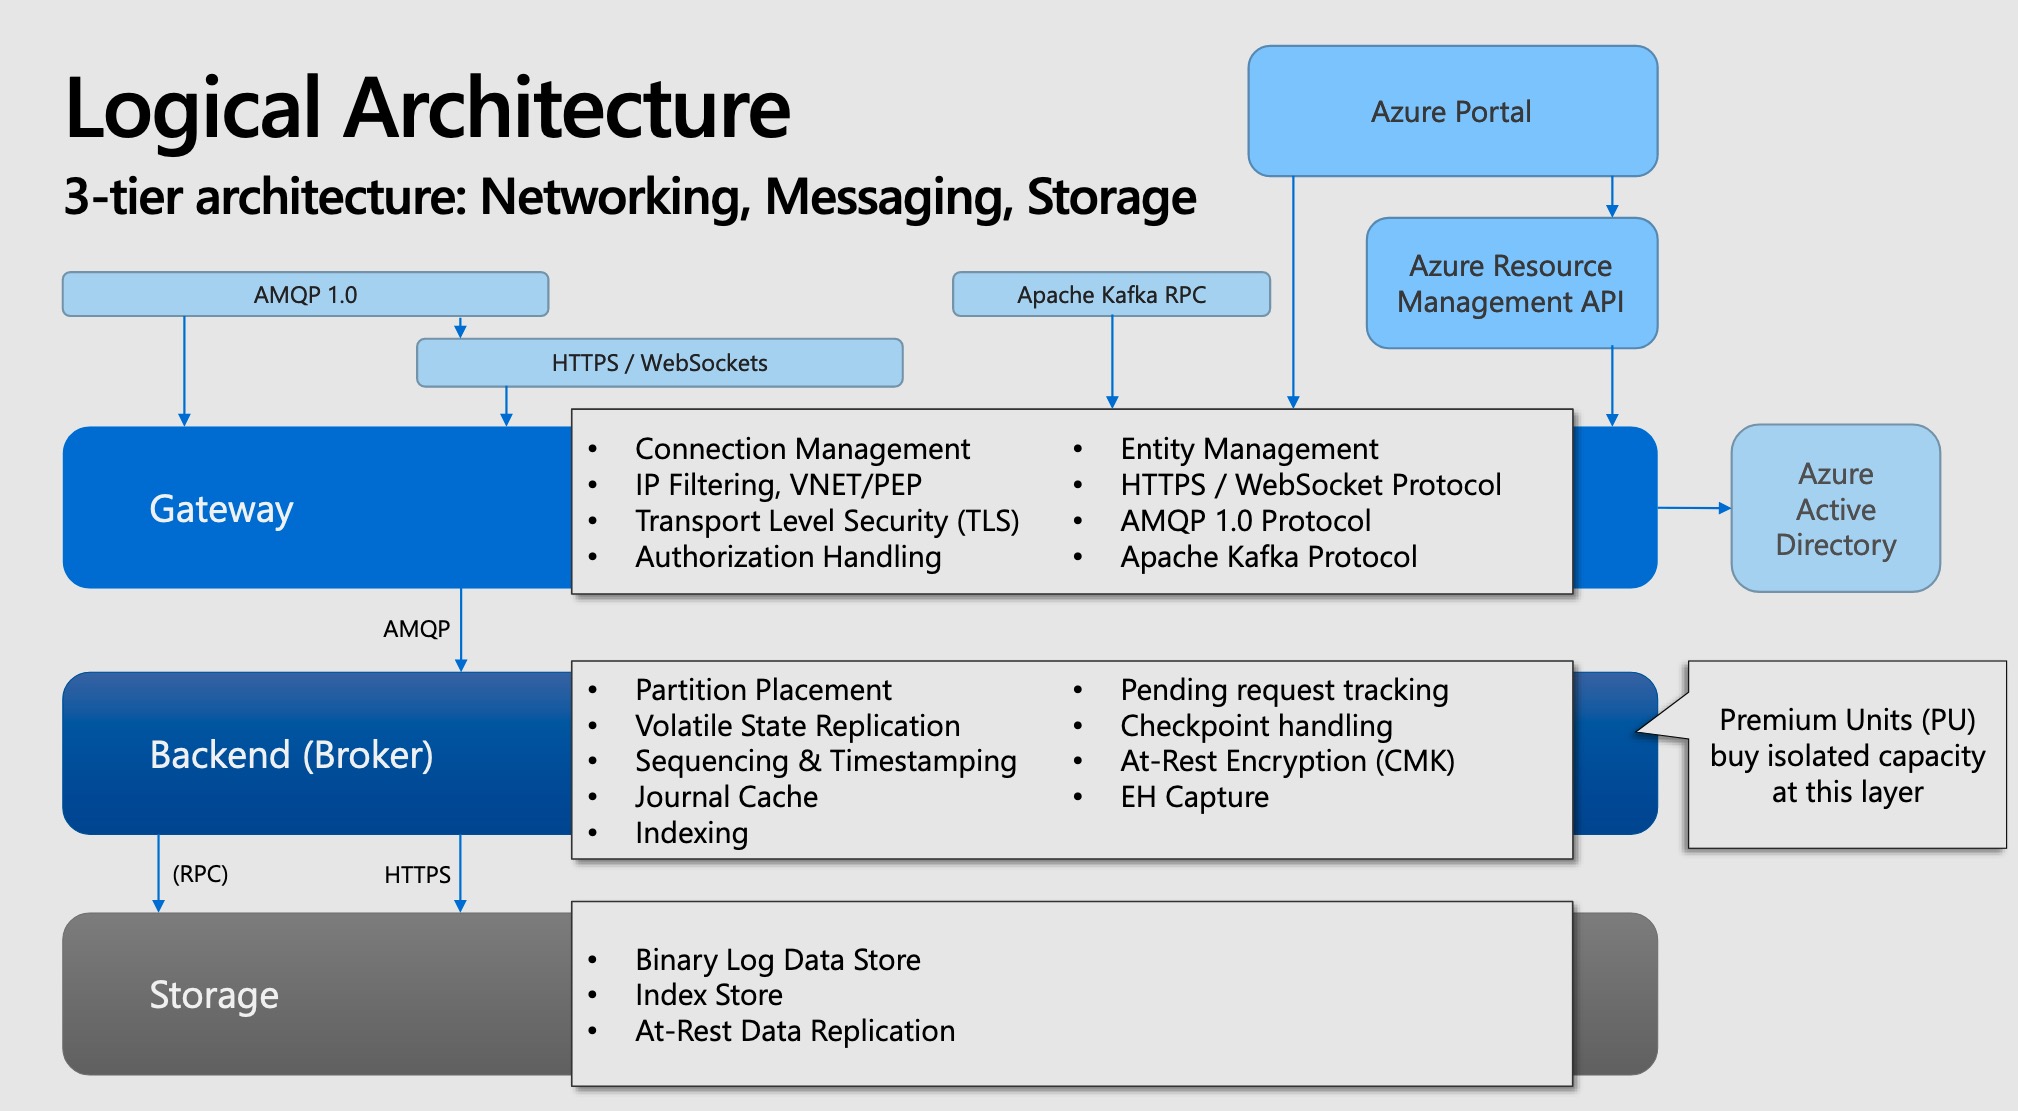 Logical Architecture
3-tier architecture: Networking, Messaging, Storage
Azure Portal
Azure Resource
Management API
AMQP 1.0
HTTPS / WebSockets
Apache Kafka RPC
Gateway
• Connection Management
• IP Filtering, VNET/PEP
• Transport Level Security (TLS)
• Authorization Handling
• Entity Management
• HTTPS / WebSocket Protocol
• AMQP 1.0 Protocol
• Apache Kafka Protocol
Azure
Active
Directory
AMQP
Backend (Broker)
• Partition Placement
• Volatile State Replication
• Sequencing & Timestamping
• Journal Cache
• Indexing
• Pending request tracking
• Checkpoint handling
• At-Rest Encryption (CMK)
• EH Capture
Premium Units (PU)
buy isolated capacity
at this layer
(RPC)
HTTPS
Storage
• Binary Log Data Store
• Index Store
• At-Rest Data Replication